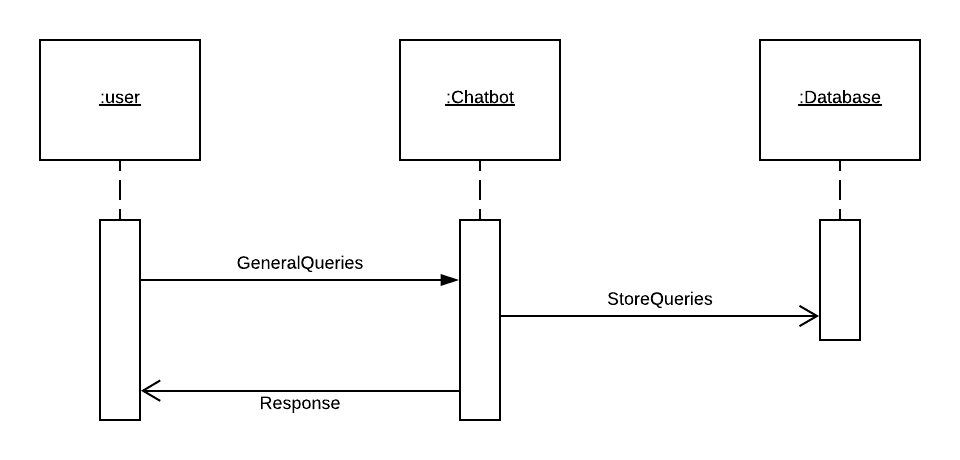 :user
:Chatbot
:Database
GeneralQueries
StoreQueries
Response